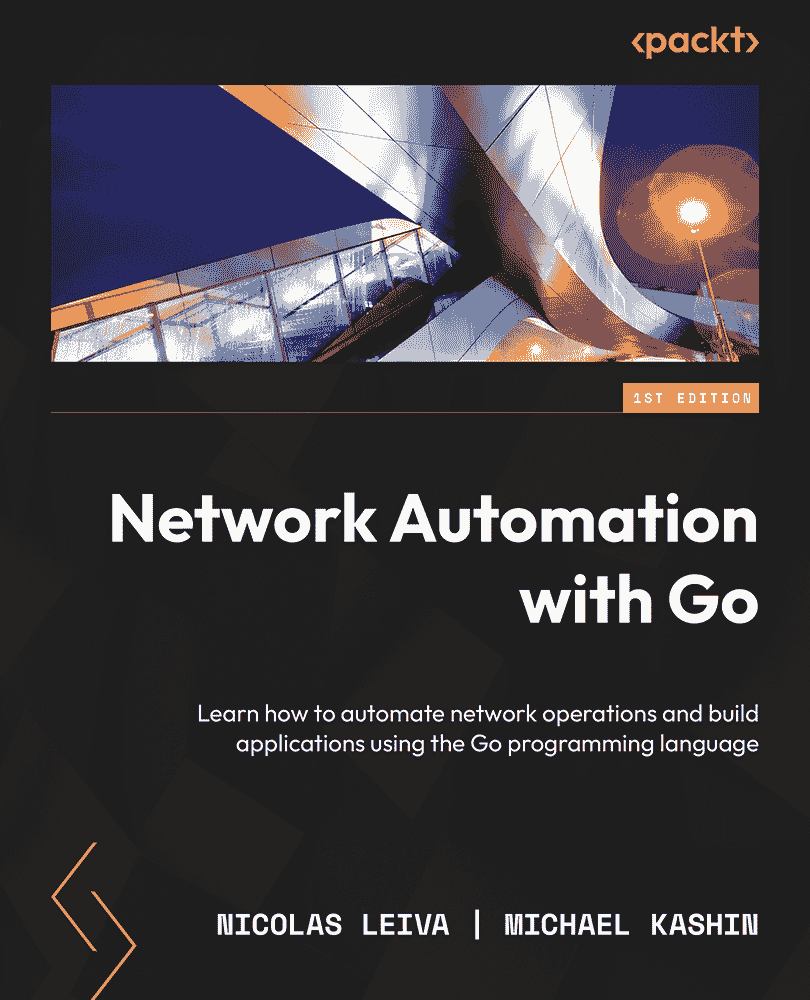 <packt>
1ST EDITION
Network Automation
with Go
Learn how to automate network operations and build
applications using the Go programming language
NICOLAS LEIVA | MICHAEL KASHIN